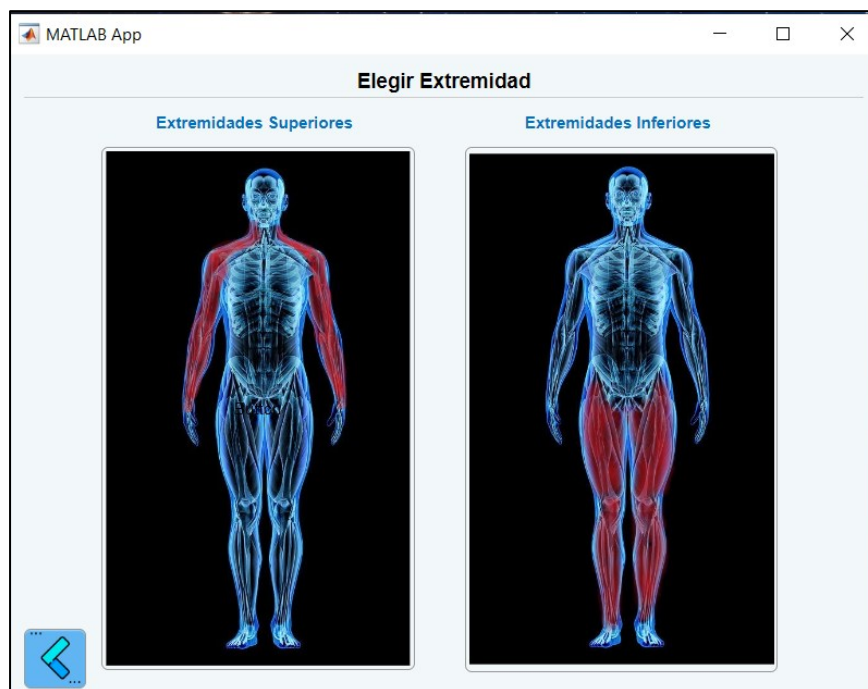 MATLAB App
Elegir Extremidad
Extremidades Superiores
Extremidades Inferiores
...
...